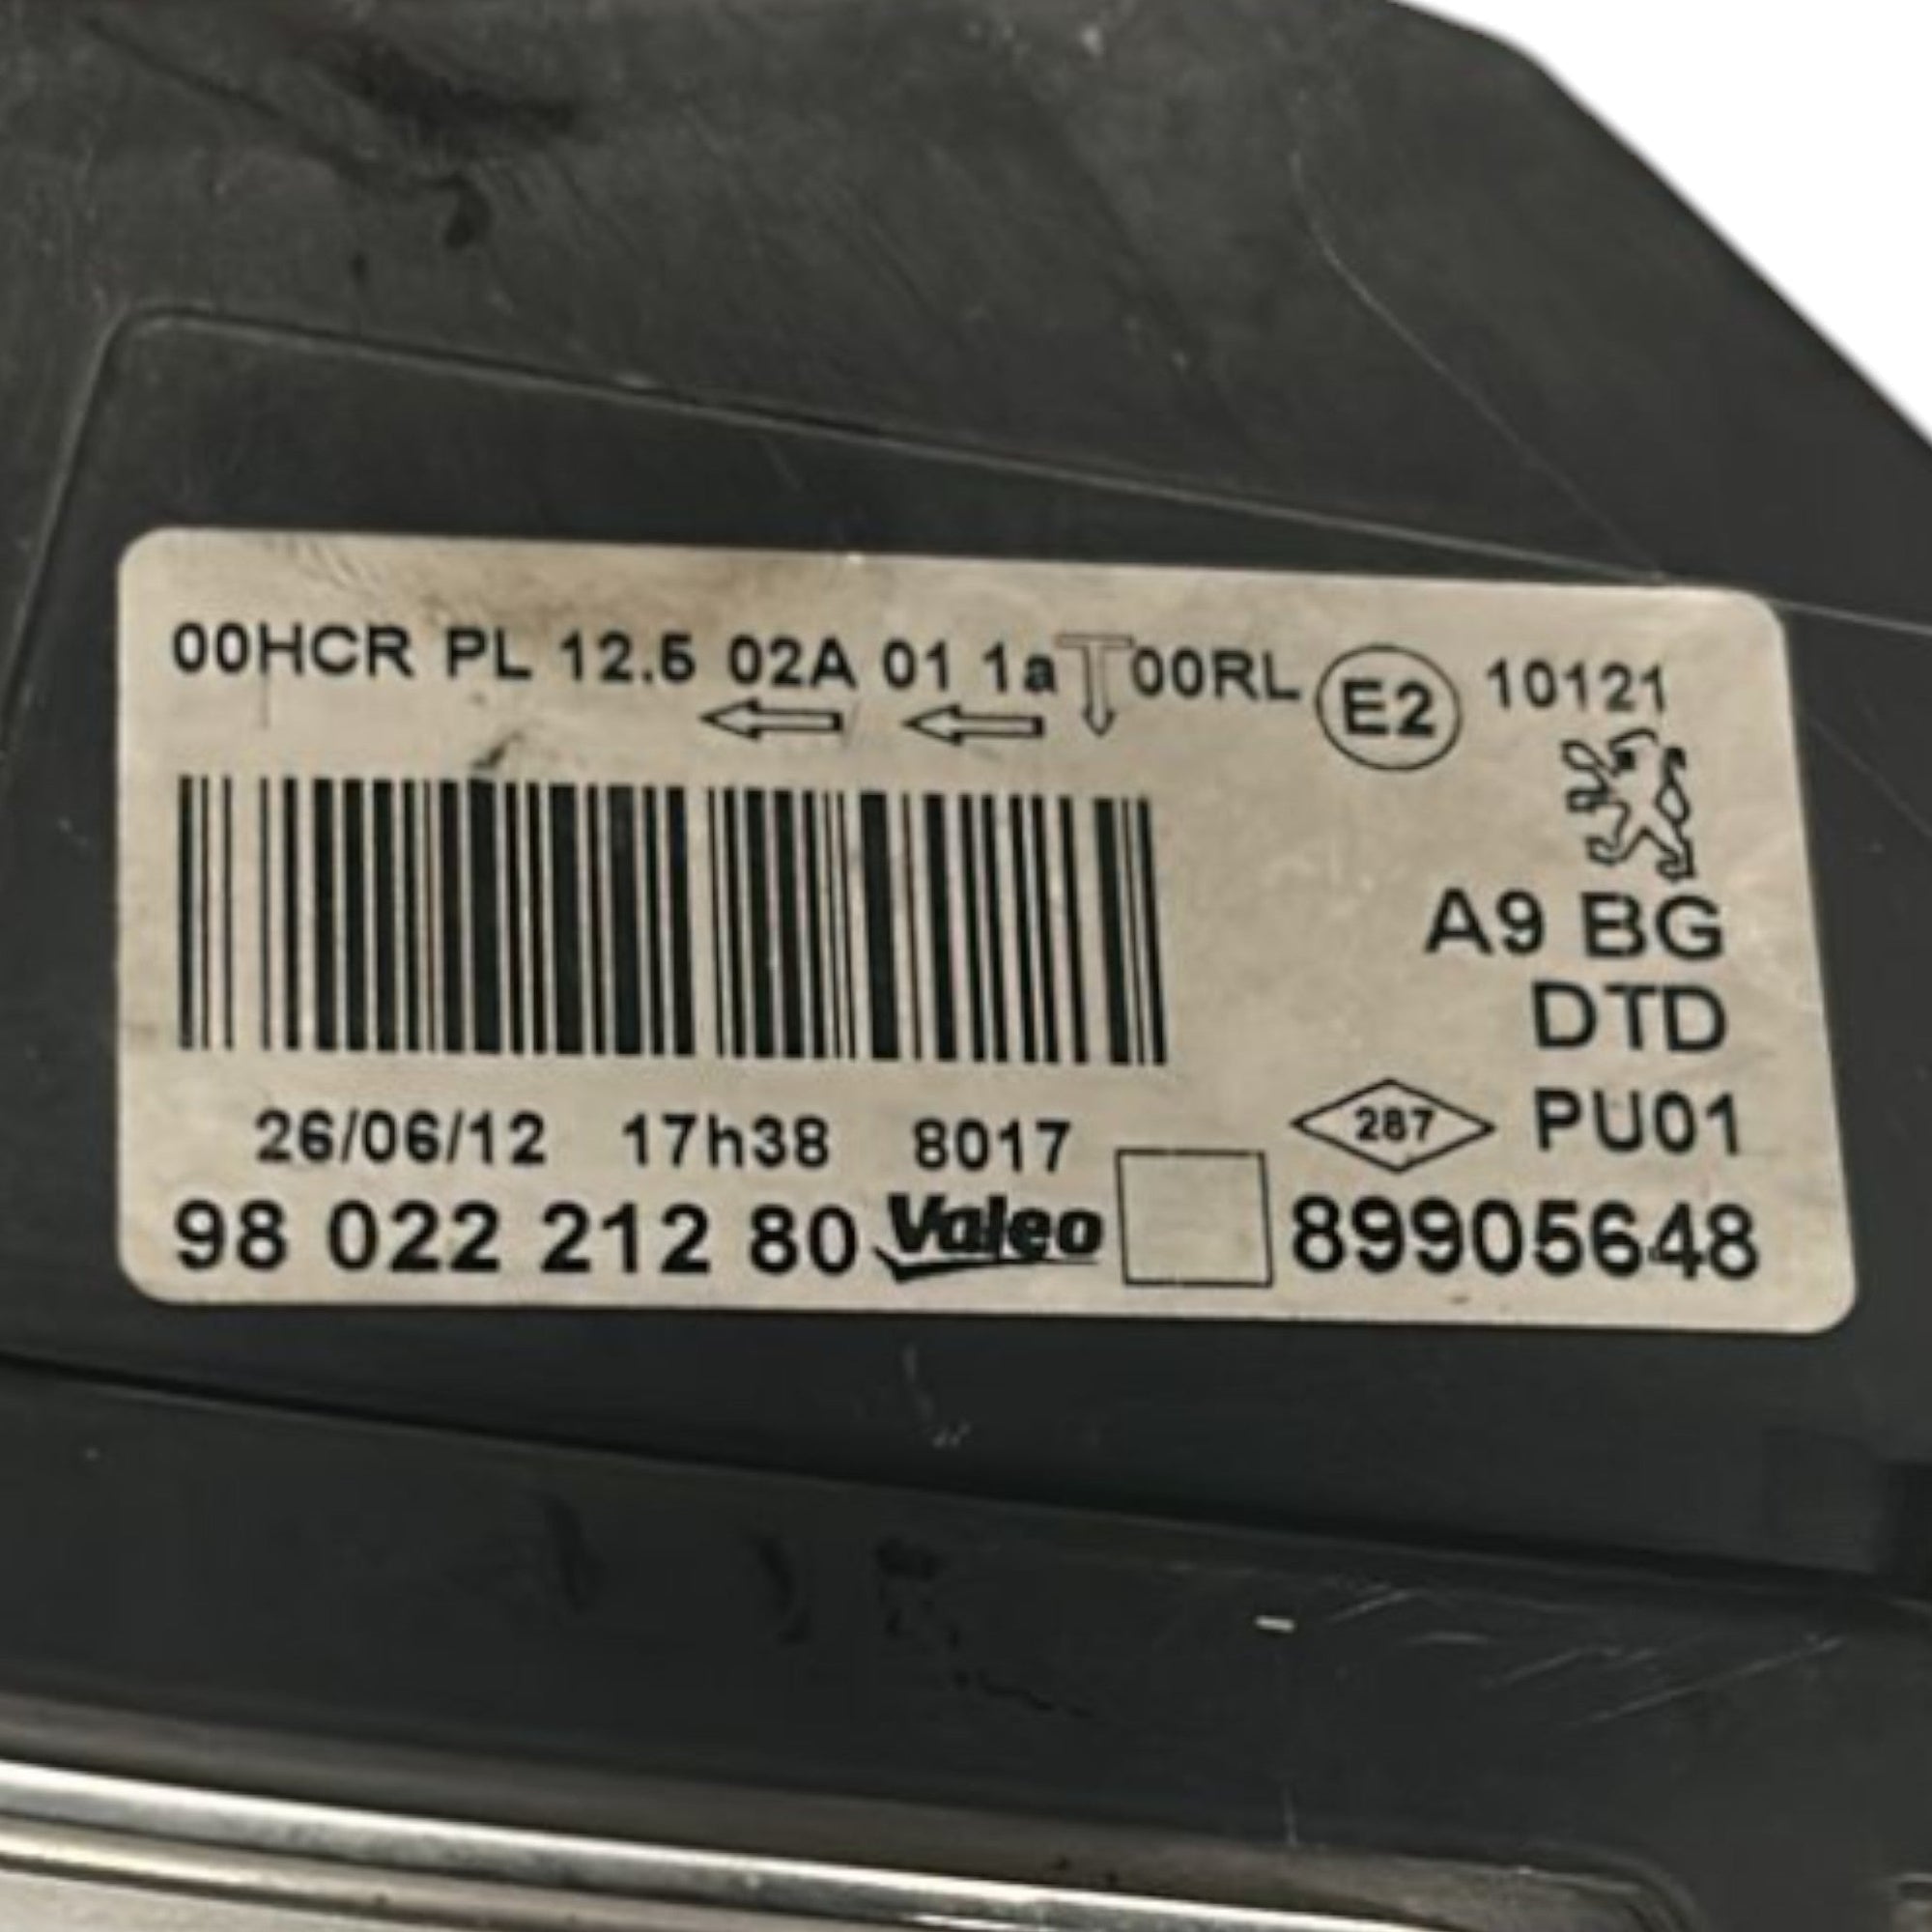 00HCR PL 12.5 02A 01 1a 00RL E2 10121
A9 BG
DTD
26/06/12 17h38 8017 287 PU01
98 022 212 80 Valeo 89905648